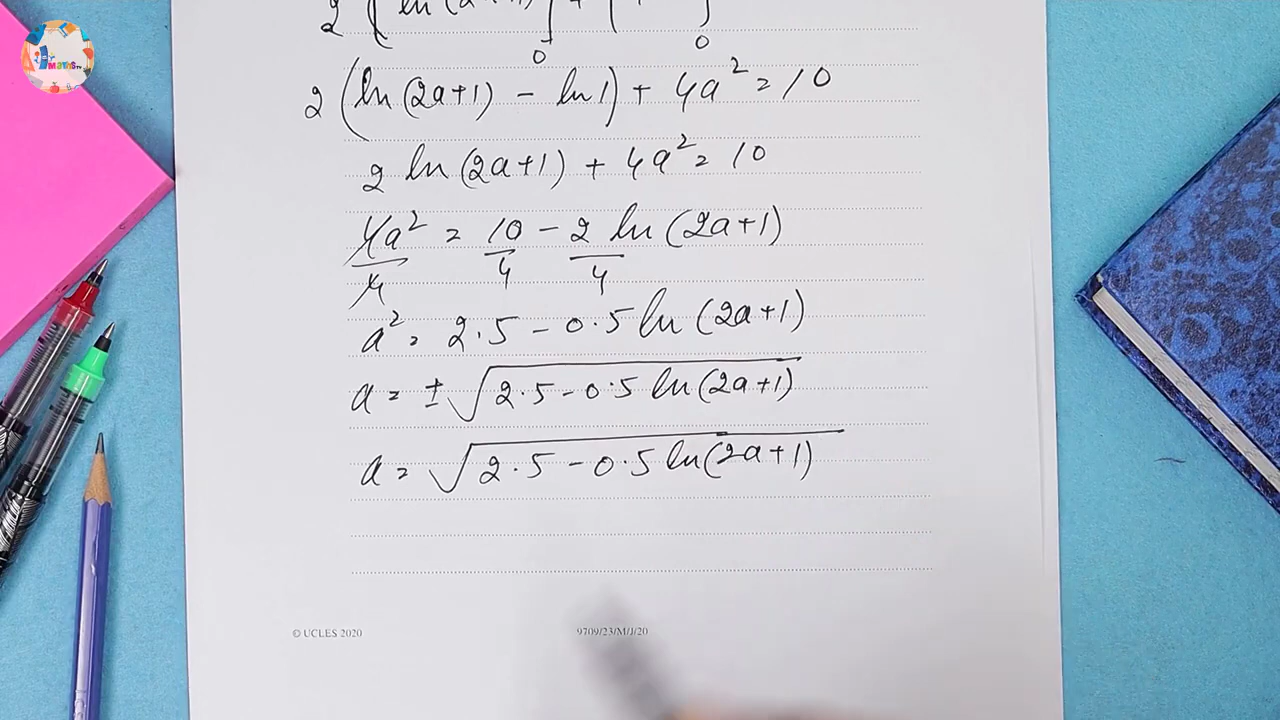 2 (ln(2a+1) - ln1) + 4a² = 10
2 ln(2a+1) + 4a² = 10
4a²/4 = 10/4 - 2/4 ln(2a+1)
a² = 2.5 - 0.5 ln(2a+1)
a = ±√(2.5 - 0.5 ln(2a+1))
a = √(2.5 - 0.5 ln(2a+1))
© UCLES 2020 9709/23/M/J/20